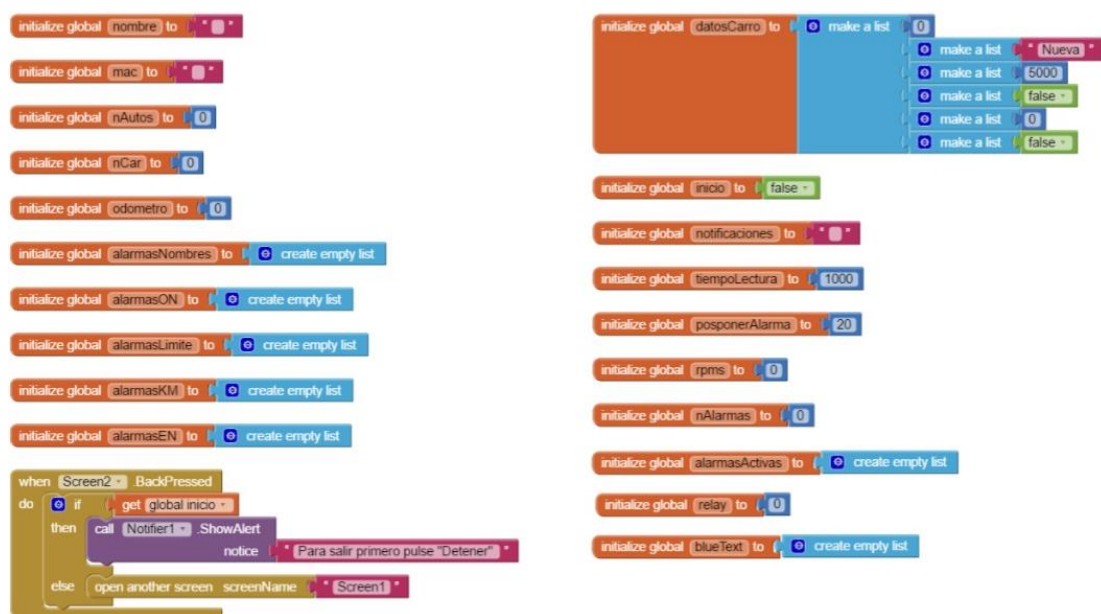 initialize global nombre to " "
initialize global mac to " "
initialize global nAutos to 0
initialize global nCar to 0
initialize global odometro to 0
initialize global alarmasNombres to create empty list
initialize global alarmasON to create empty list
initialize global alarmasLimite to create empty list
initialize global alarmasKM to create empty list
initialize global alarmasEN to create empty list
when Screen2 .BackPressed
do if get global inicio
then call Notifier1 .ShowAlert
notice " Para salir primero pulse "Detener" "
else open another screen screenName " Screen1 "
initialize global datosCarro to make a list 0
make a list " Nueva "
make a list 5000
make a list false
make a list 0
make a list false
initialize global inicio to false
initialize global notificaciones to " "
initialize global tiempoLectura to 1000
initialize global posponerAlarma to 20
initialize global rpms to 0
initialize global nAlarmas to 0
initialize global alarmasActivas to create empty list
initialize global relay to 0
initialize global blueText to create empty list